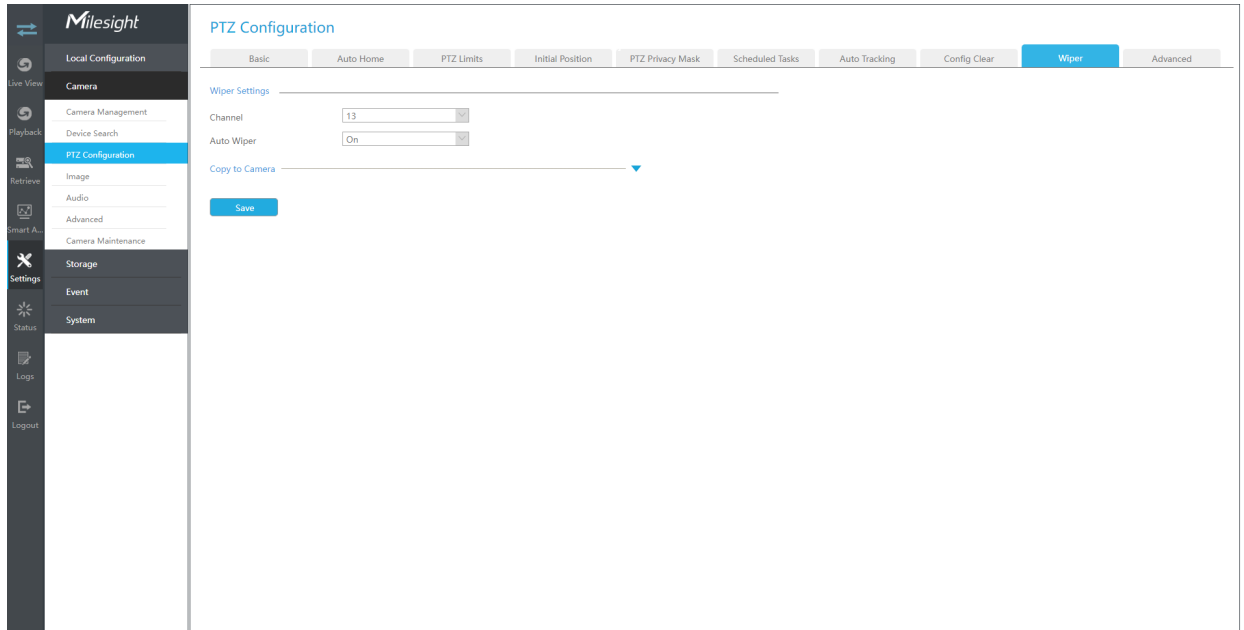 Milesight
Live View
Playback
Retrieve
Smart A...
Settings
Status
Logs
Logout
Local Configuration
Camera
Camera Management
Device Search
PTZ Configuration
Image
Audio
Advanced
Camera Maintenance
Storage
Event
System
PTZ Configuration
Basic Auto Home PTZ Limits Initial Position PTZ Privacy Mask Scheduled Tasks Auto Tracking Config Clear Wiper Advanced
Wiper Settings
Channel 13
Auto Wiper On
Copy to Camera
Save